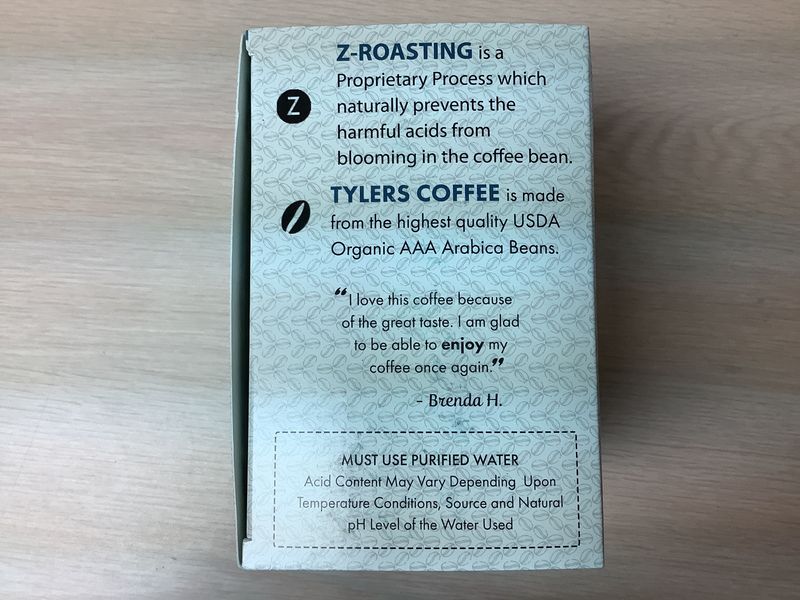 Z-ROASTING is a
Proprietary Process which
naturally prevents the
harmful acids from
blooming in the coffee bean.
Z
TYLERS COFFEE is made
from the highest quality USDA
Organic AAA Arabica Beans.
“I love this coffee because
of the great taste. I am glad
to be able to enjoy my
coffee once again.”
- Brenda H.
MUST USE PURIFIED WATER
Acid Content May Vary Depending Upon
Temperature Conditions, Source and Natural
pH Level of the Water Used